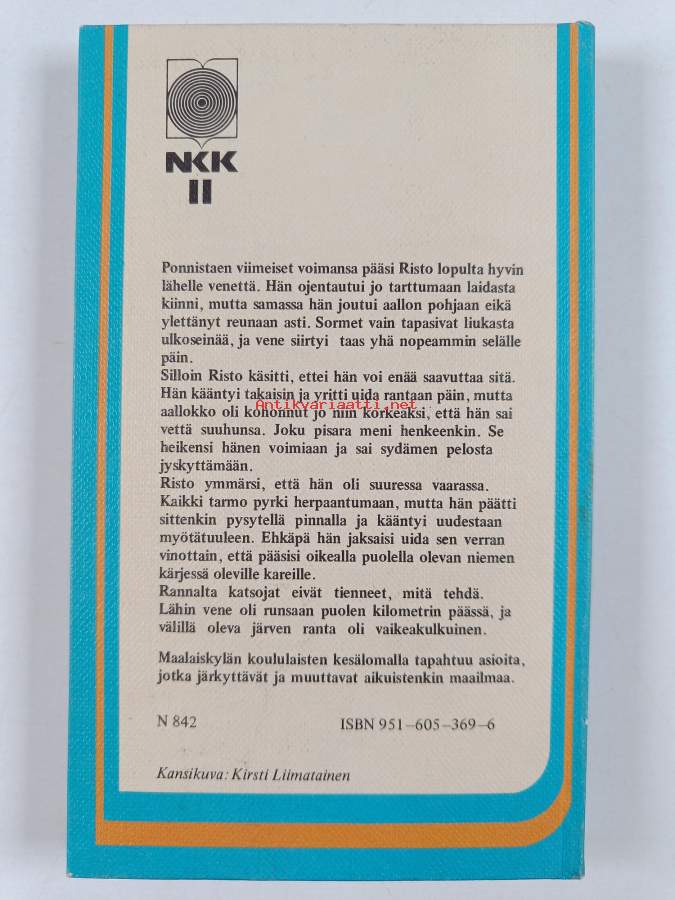 NKK
II
Ponnistaen viimeiset voimansa pääsi Risto lopulta hyvin
lähelle venettä. Hän ojentautui jo tarttumaan laidasta
kiinni, mutta samassa hän joutui aallon pohjaan eikä
ylettänyt reunaan asti. Sormet vain tapasivat liukasta
ulkoseinää, ja vene siirtyi taas yhä nopeammin selälle
päin.
Silloin Risto käsitti, ettei hän voi enää saavuttaa sitä.
Hän kääntyi takaisin ja yritti uida rantaan päin, mutta
Antikvariaatti.net
aallokko oli kohonnut jo niin korkeaksi, että hän sai
vettä suuhunsa. Joku pisara meni henkeenkin. Se
heikensi hänen voimiaan ja sai sydämen pelosta
jyskyttämään.
Risto ymmärsi, että hän oli suuressa vaarassa.
Kaikki tarmo pyrki herpaantumaan, mutta hän päätti
sittenkin pysytellä pinnalla ja kääntyi uudestaan
myötätuuleen. Ehkäpä hän jaksaisi uida sen verran
vinottain, että pääsisi oikealla puolella olevan niemen
kärjessä oleville kareille.
Rannalta katsojat eivät tienneet, mitä tehdä.
Lähin vene oli runsaan puolen kilometrin päässä, ja
välillä oleva järven ranta oli vaikeakulkuinen.
Maalaiskylän koululaisten kesälomalla tapahtuu asioita,
jotka järkyttävät ja muuttavat aikuistenkin maailmaa.
N 842 ISBN 951-605-369-6
Kansikuva: Kirsti Liimatainen